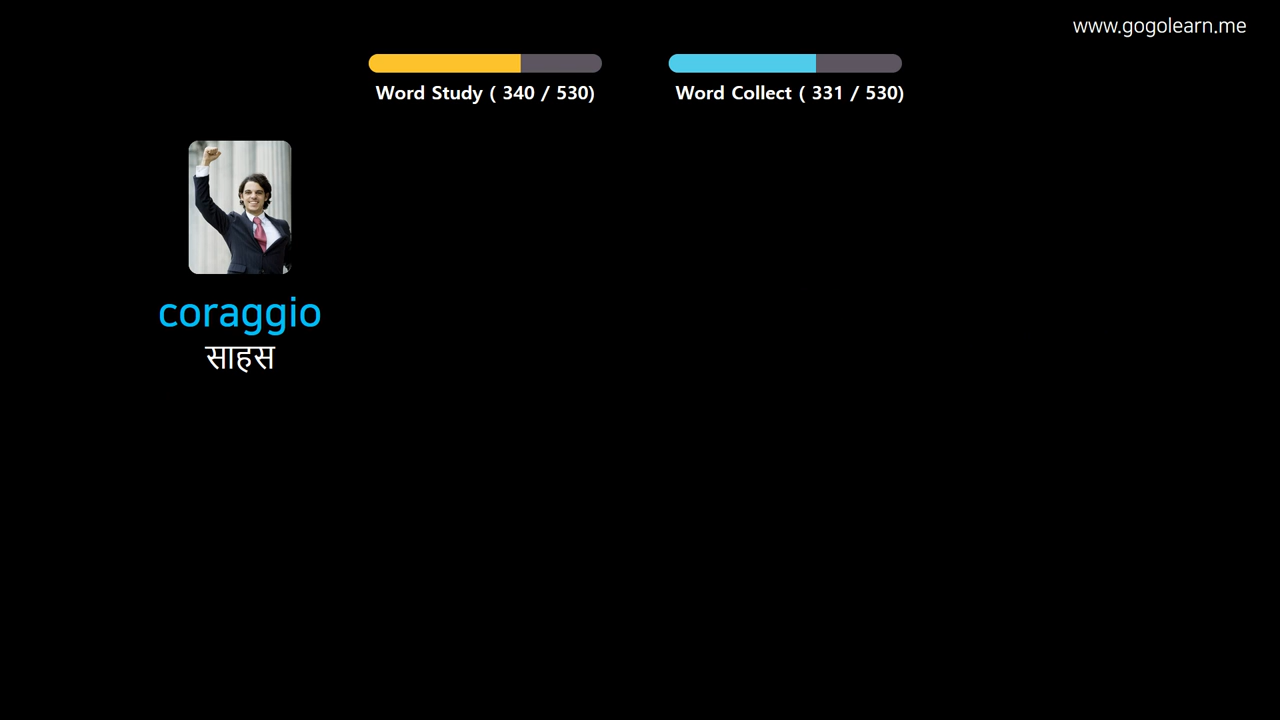 www.gogolearn.me
Word Study ( 340 / 530)
Word Collect ( 331 / 530)
coraggio
साहस